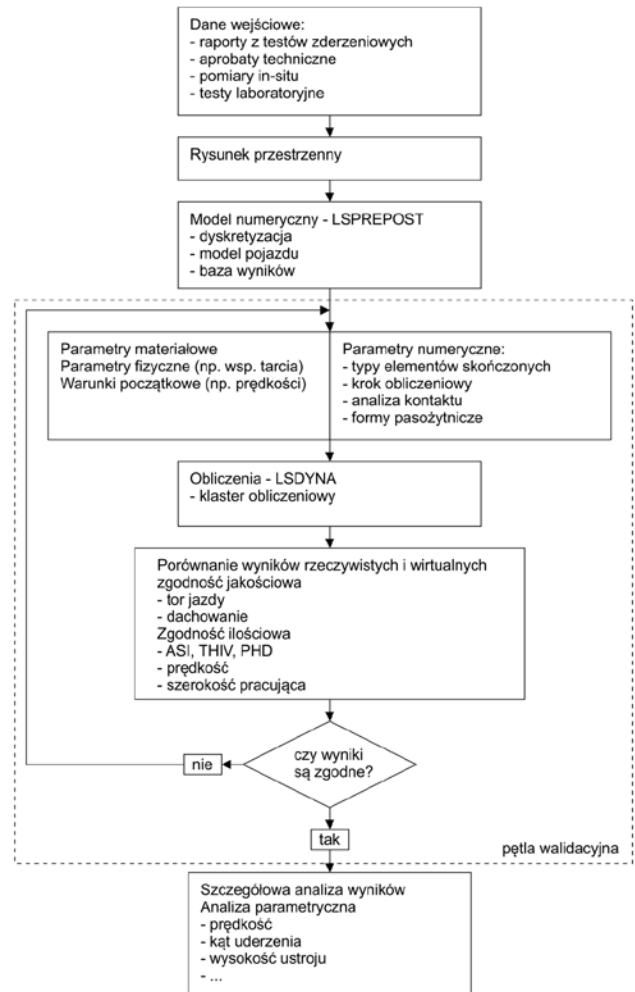 Dane wejściowe:
- raporty z testów zderzeniowych
- aprobaty techniczne
- pomiary in-situ
- testy laboratoryjne
Rysunek przestrzenny
Model numeryczny - LSPREPOST
- dyskretyzacja
- model pojazdu
- baza wyników
Parametry materiałowe
Parametry fizyczne (np. wsp. tarcia)
Warunki początkowe (np. prędkości)
Parametry numeryczne:
- typy elementów skończonych
- krok obliczeniowy
- analiza kontaktu
- formy pasożytnicze
Obliczenia - LSDYNA
- klaster obliczeniowy
Porównanie wyników rzeczywistych i wirtualnych
zgodność jakościowa
- tor jazdy
- dachowanie
Zgodność ilościowa
- ASI, THIV, PHD
- prędkość
- szerokość pracująca
czy wyniki
są zgodne?
nie
tak
pętla walidacyjna
Szczegółowa analiza wyników
Analiza parametryczna
- prędkość
- kąt uderzenia
- wysokość ustroju
- ...